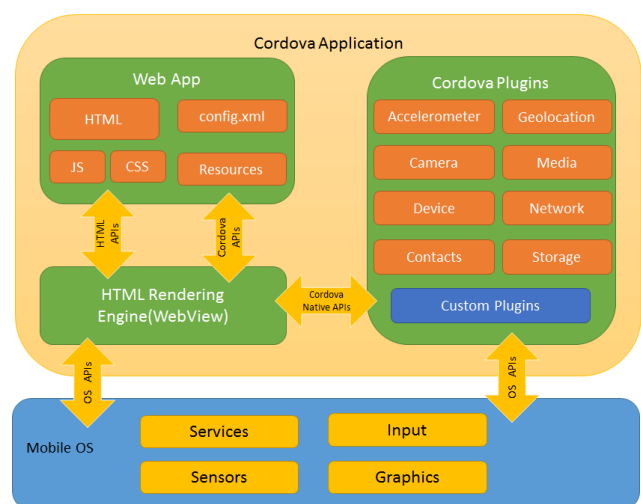 Cordova Application
Web App
HTML
config.xml
JS
CSS
Resources
HTML
APIs
Cordova
APIs
HTML Rendering
Engine(WebView)
Cordova
Native APIs
Cordova Plugins
Accelerometer
Geolocation
Camera
Media
Device
Network
Contacts
Storage
Custom Plugins
OS APIs
OS APIs
Mobile OS
Services
Input
Sensors
Graphics